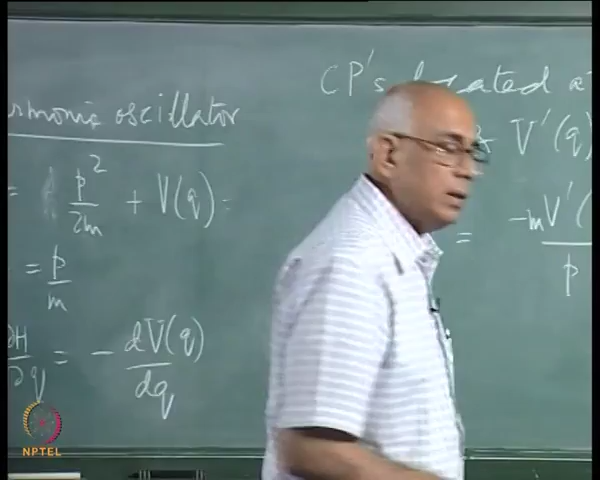 rmonic oscillator
= p²/2m + V(q)
= p/m
∂H/∂q = - dV(q)/dq
CP's located at
V'(q)
= -mV'(
p
NPTEL